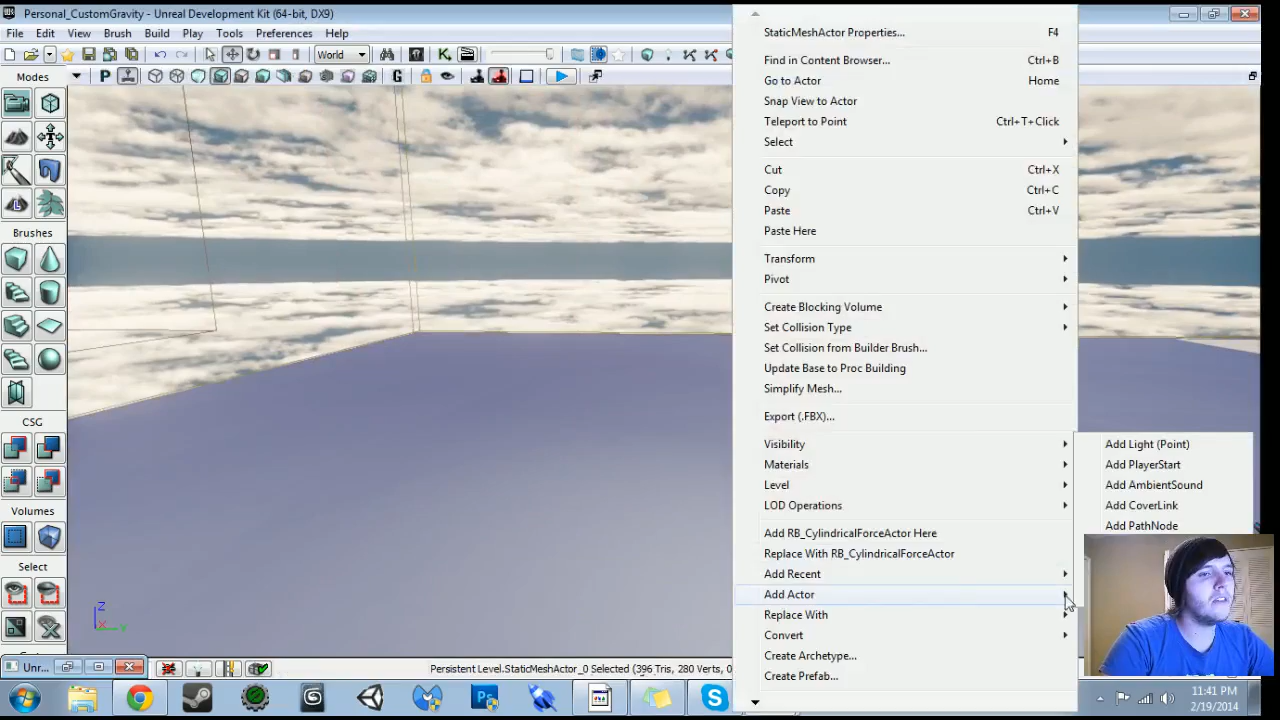 Personal_CustomGravity - Unreal Development Kit (64-bit, DX9)
File Edit View Brush Build Play Tools Preferences Help
World
Modes
P
G
Brushes
CSG
Volumes
Select
StaticMeshActor Properties... F4
Find in Content Browser... Ctrl+B
Go to Actor Home
Snap View to Actor
Teleport to Point Ctrl+T+Click
Select
Cut Ctrl+X
Copy Ctrl+C
Paste Ctrl+V
Paste Here
Transform
Pivot
Create Blocking Volume
Set Collision Type
Set Collision from Builder Brush...
Update Base to Proc Building
Simplify Mesh...
Export (.FBX)...
Visibility
Materials
Level
LOD Operations
Add RB_CylindricalForceActor Here
Replace With RB_CylindricalForceActor
Add Recent
Add Actor
Replace With
Convert
Create Archetype...
Create Prefab...
Add Light (Point)
Add PlayerStart
Add AmbientSound
Add CoverLink
Add PathNode
Z
Y
Unr...
Persistent Level.StaticMeshActor_0 Selected (396 Tris, 280 Verts, 0
11:41 PM
2/19/2014